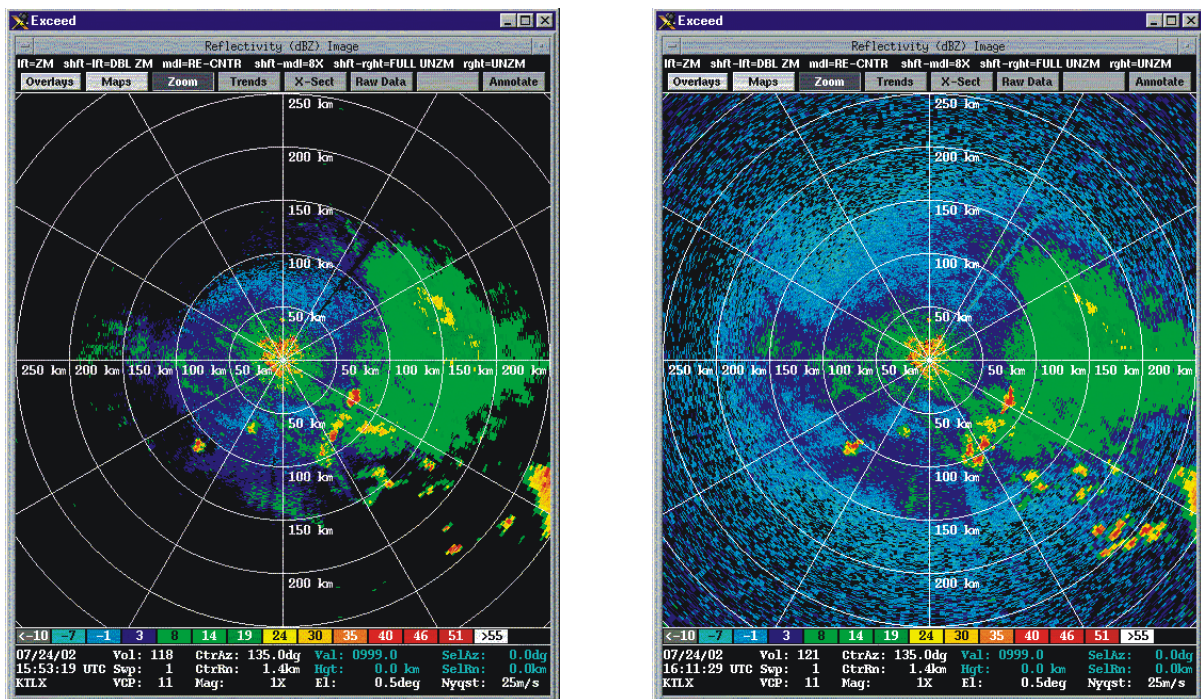 Exceed
Reflectivity (dBZ) Image
lft=ZM shft-lft=DBL ZM mdl=RE-CNTR shft-mdl=8X shft-rght=FULL UNZM rght=UNZM
Overlays Maps Zoom Trends X-Sect Raw Data Annotate
250 km
200 km
150 km
100 km
50 km
250 km 200 km 150 km 100 km 50 km 50 km 100 km 150 km 200 km
50 km
100 km
150 km
200 km
<-10 -7 -1 3 8 14 19 24 30 35 40 46 51 >55
07/24/02 Vol: 118 CtrAz: 135.0dg Val: 0999.0 SelAz: 0.0dg
15:53:19 UTC Swp: 1 CtrRn: 1.4km Hgt: 0.0 km SelRn: 0.0km
KTLX VCP: 11 Mag: 1X El: 0.5deg Nyqst: 25m/s
Exceed
Reflectivity (dBZ) Image
lft=ZM shft-lft=DBL ZM mdl=RE-CNTR shft-mdl=8X shft-rght=FULL UNZM rght=UNZM
Overlays Maps Zoom Trends X-Sect Raw Data Annotate
250 km
200 km
150 km
100 km
50 km
250 km 200 km 150 km 100 km 50 km 50 km 100 km 150 km 200 km
50 km
100 km
150 km
200 km
<-10 -7 -1 3 8 14 19 24 30 35 40 46 51 >55
07/24/02 Vol: 121 CtrAz: 135.0dg Val: 0999.0 SelAz: 0.0dg
16:11:29 UTC Swp: 1 CtrRn: 1.4km Hgt: 0.0 km SelRn: 0.0km
KTLX VCP: 11 Mag: 1X El: 0.5deg Nyqst: 25m/s